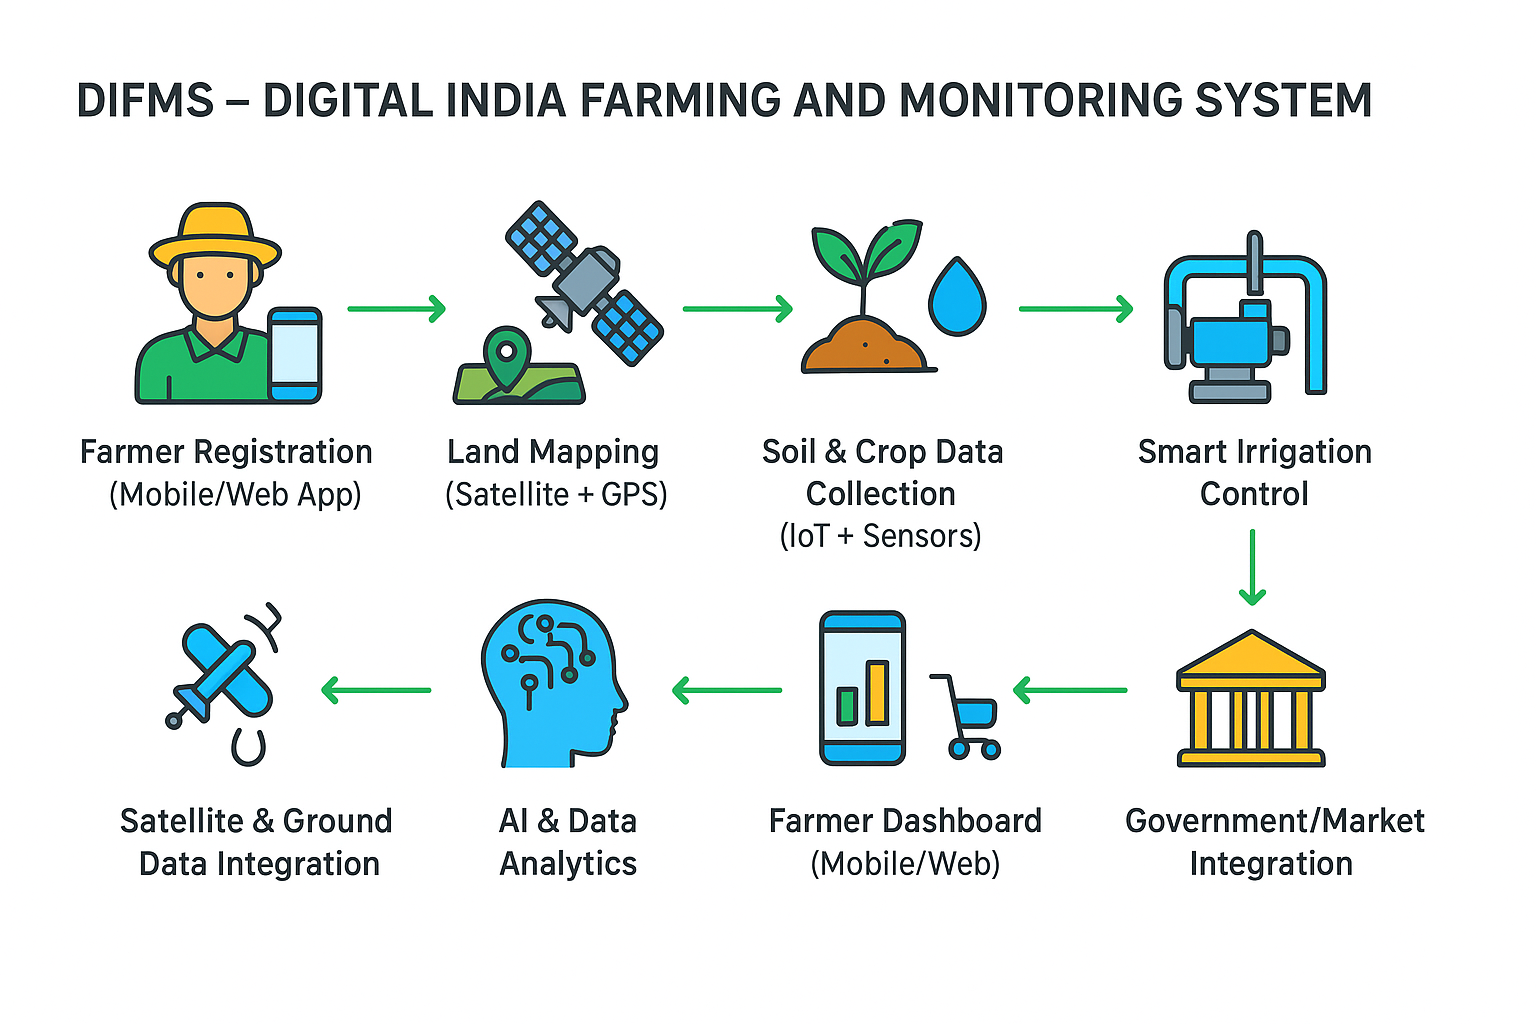 DIFMS – DIGITAL INDIA FARMING AND MONITORING SYSTEM
Farmer Registration
(Mobile/Web App)
Land Mapping
(Satellite + GPS)
Soil & Crop Data
Collection
(IoT + Sensors)
Smart Irrigation
Control
Satellite & Ground
Data Integration
AI & Data
Analytics
Farmer Dashboard
(Mobile/Web)
Government/Market
Integration